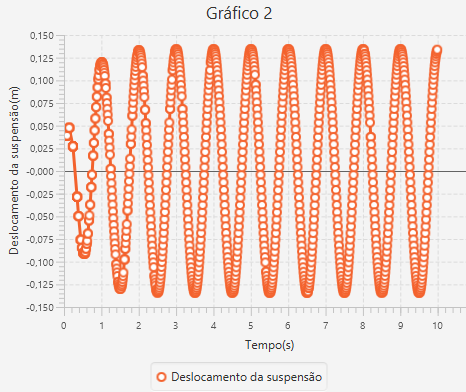 Gráfico 2
Deslocamento da suspensão(m)
0,150
0,125
0,100
0,075
0,050
0,025
-0,000
-0,025
-0,050
-0,075
-0,100
-0,125
-0,150
0 1 2 3 4 5 6 7 8 9 10
Tempo(s)
Deslocamento da suspensão